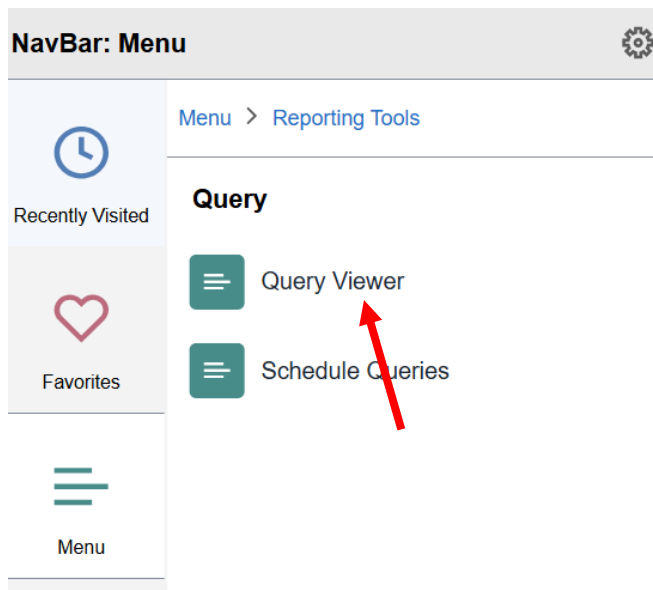 NavBar: Menu
Menu > Reporting Tools
Recently Visited
Query
Query Viewer
Favorites
Schedule Queries
Menu